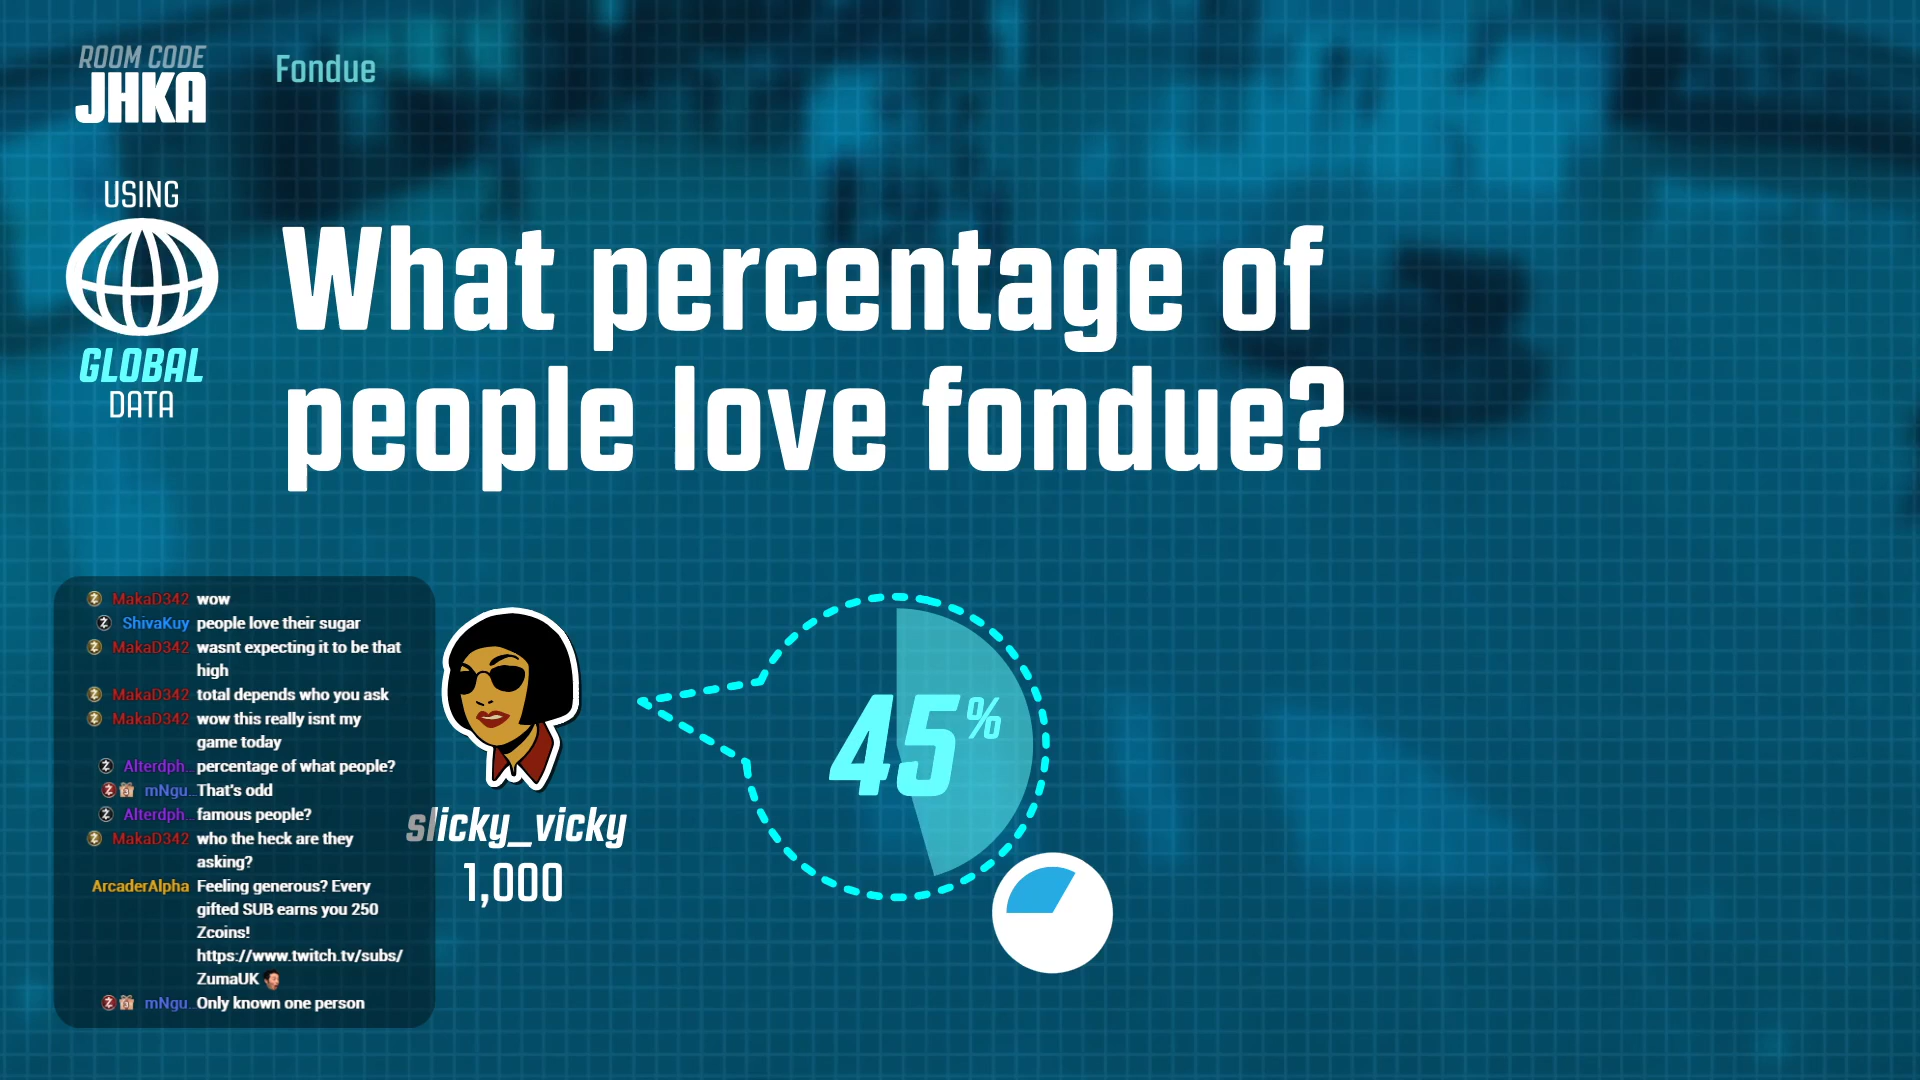 ROOM CODE
JHKA
Fondue
USING
GLOBAL
DATA
What percentage of
people love fondue?
MakaD342 wow
ShivaKuy people love their sugar
MakaD342 wasnt expecting it to be that
high
MakaD342 total depends who you ask
MakaD342 wow this really isnt my
game today
Alterdph... percentage of what people?
mNgu... That's odd
Alterdph... famous people?
MakaD342 who the heck are they
asking?
ArcaderAlpha Feeling generous? Every
gifted SUB earns you 250
Zcoins!
https://www.twitch.tv/subs/
ZumaUK
mNgu... Only known one person
slicky_vicky
1,000
45%